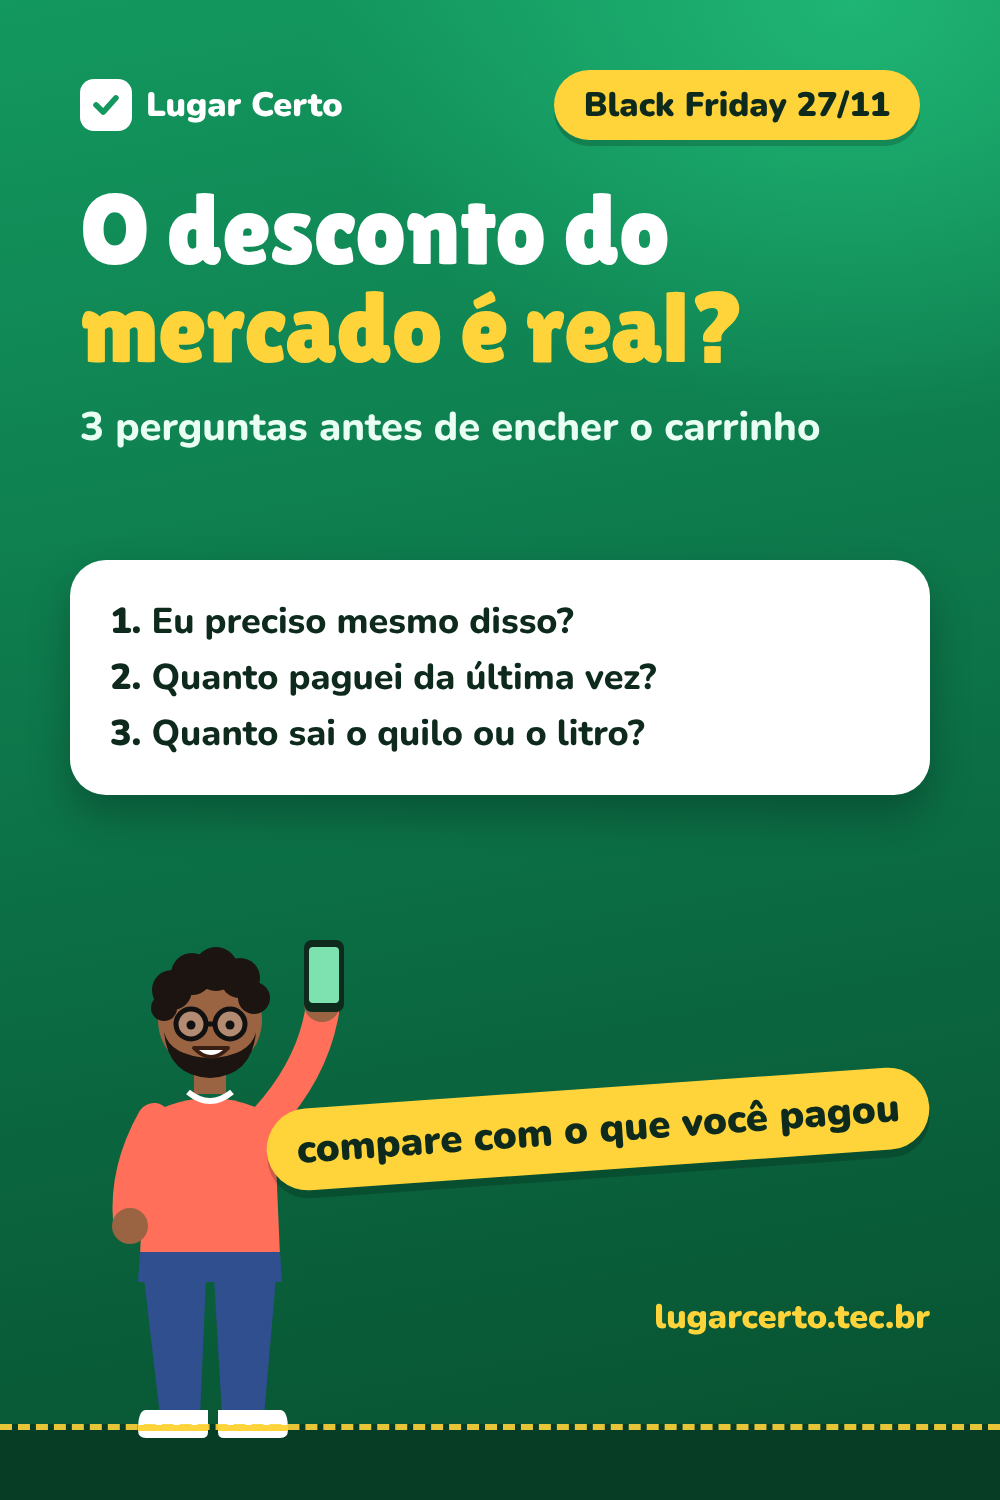 Lugar Certo
Black Friday 27/11
O desconto do
mercado é real?
3 perguntas antes de encher o carrinho
1. Eu preciso mesmo disso?
2. Quanto paguei da última vez?
3. Quanto sai o quilo ou o litro?
compare com o que você pagou
lugarcerto.tec.br